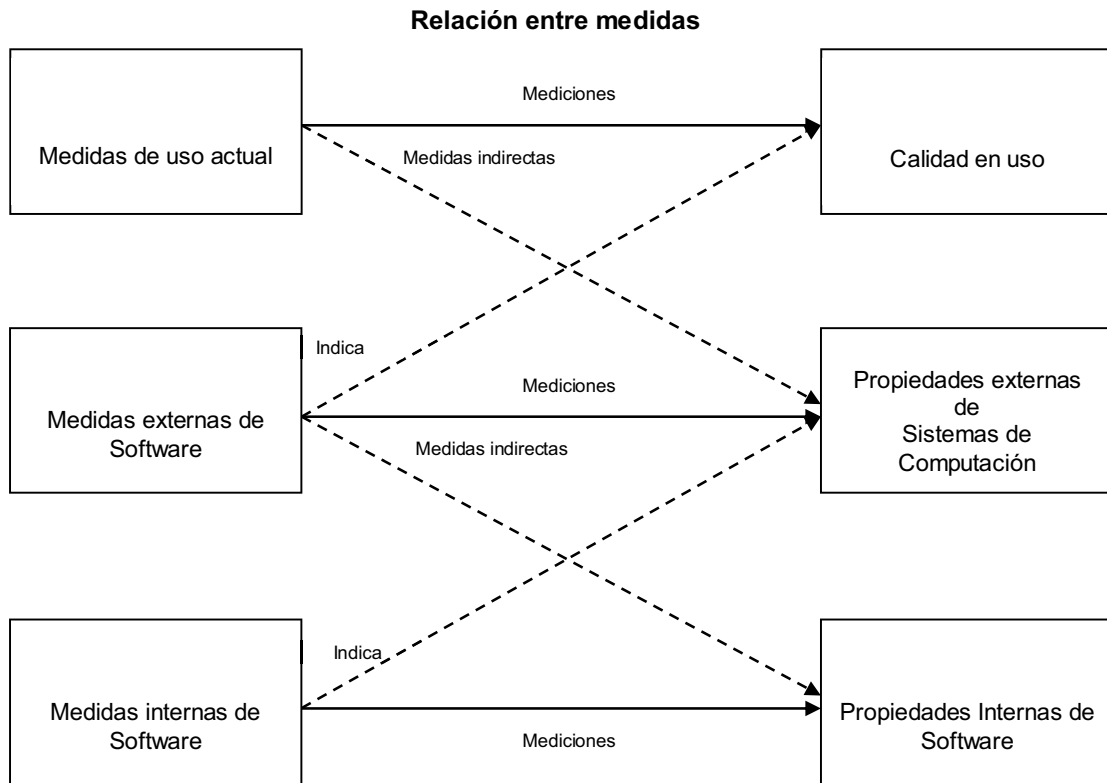 Relación entre medidas
Mediciones
Medidas de uso actual
Medidas indirectas
Calidad en uso
Indica
Mediciones
Medidas externas de
Software
Medidas indirectas
Propiedades externas
de
Sistemas de
Computación
Indica
Medidas internas de
Software
Mediciones
Propiedades Internas de
Software